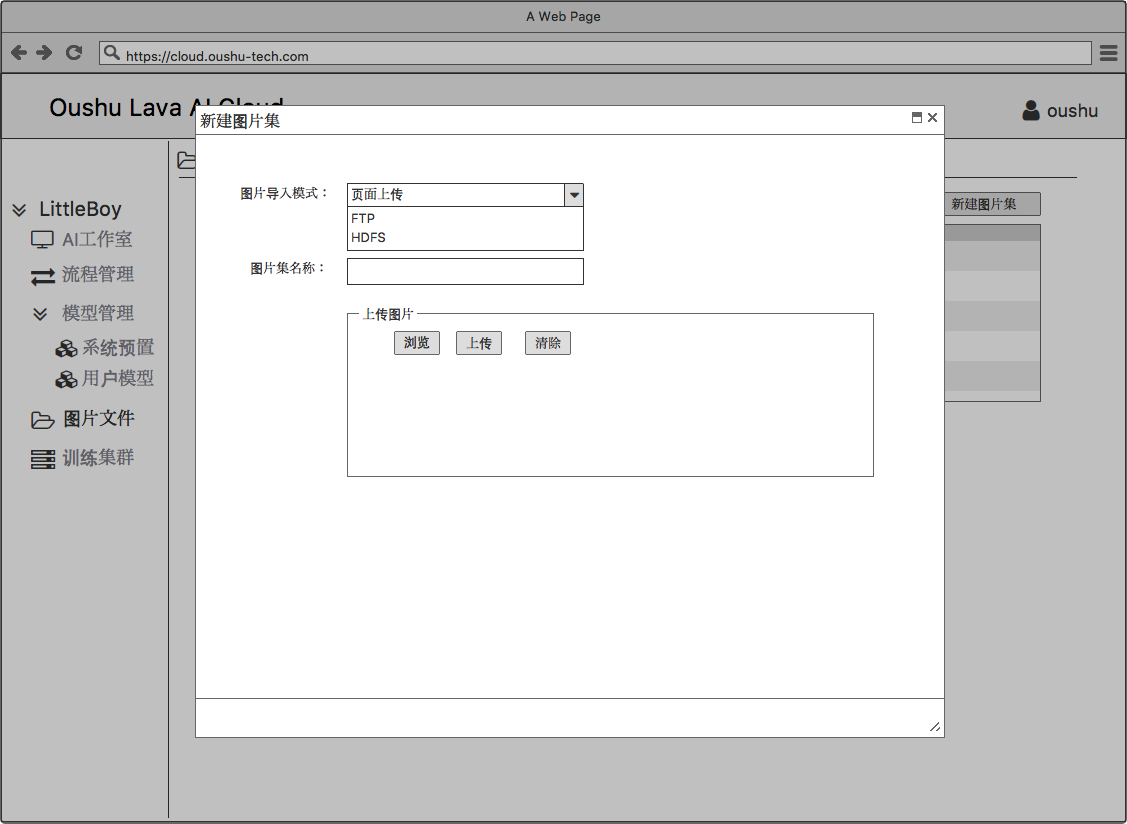 A Web Page
https://cloud.oushu-tech.com
Oushu Lava AI Cloud
oushu
新建图片集
LittleBoy
AI工作室
流程管理
模型管理
系统预置
用户模型
图片文件
训练集群
图片导入模式：
页面上传
FTP
HDFS
图片集名称：
上传图片
浏览
上传
清除
新建图片集